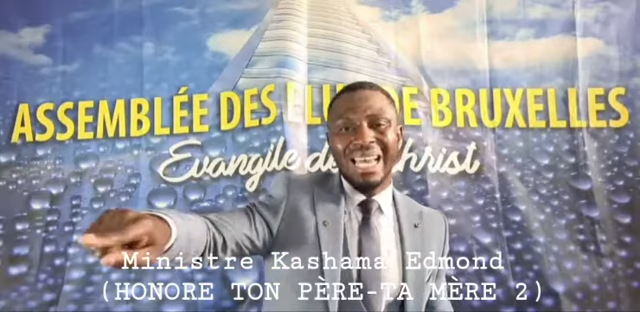 ASSEMBLÉE DES DE BRUXELLES
Evangile
Ministre Kashama Edmond
(HONORE TON PÈRE-TA MÈRE 2)